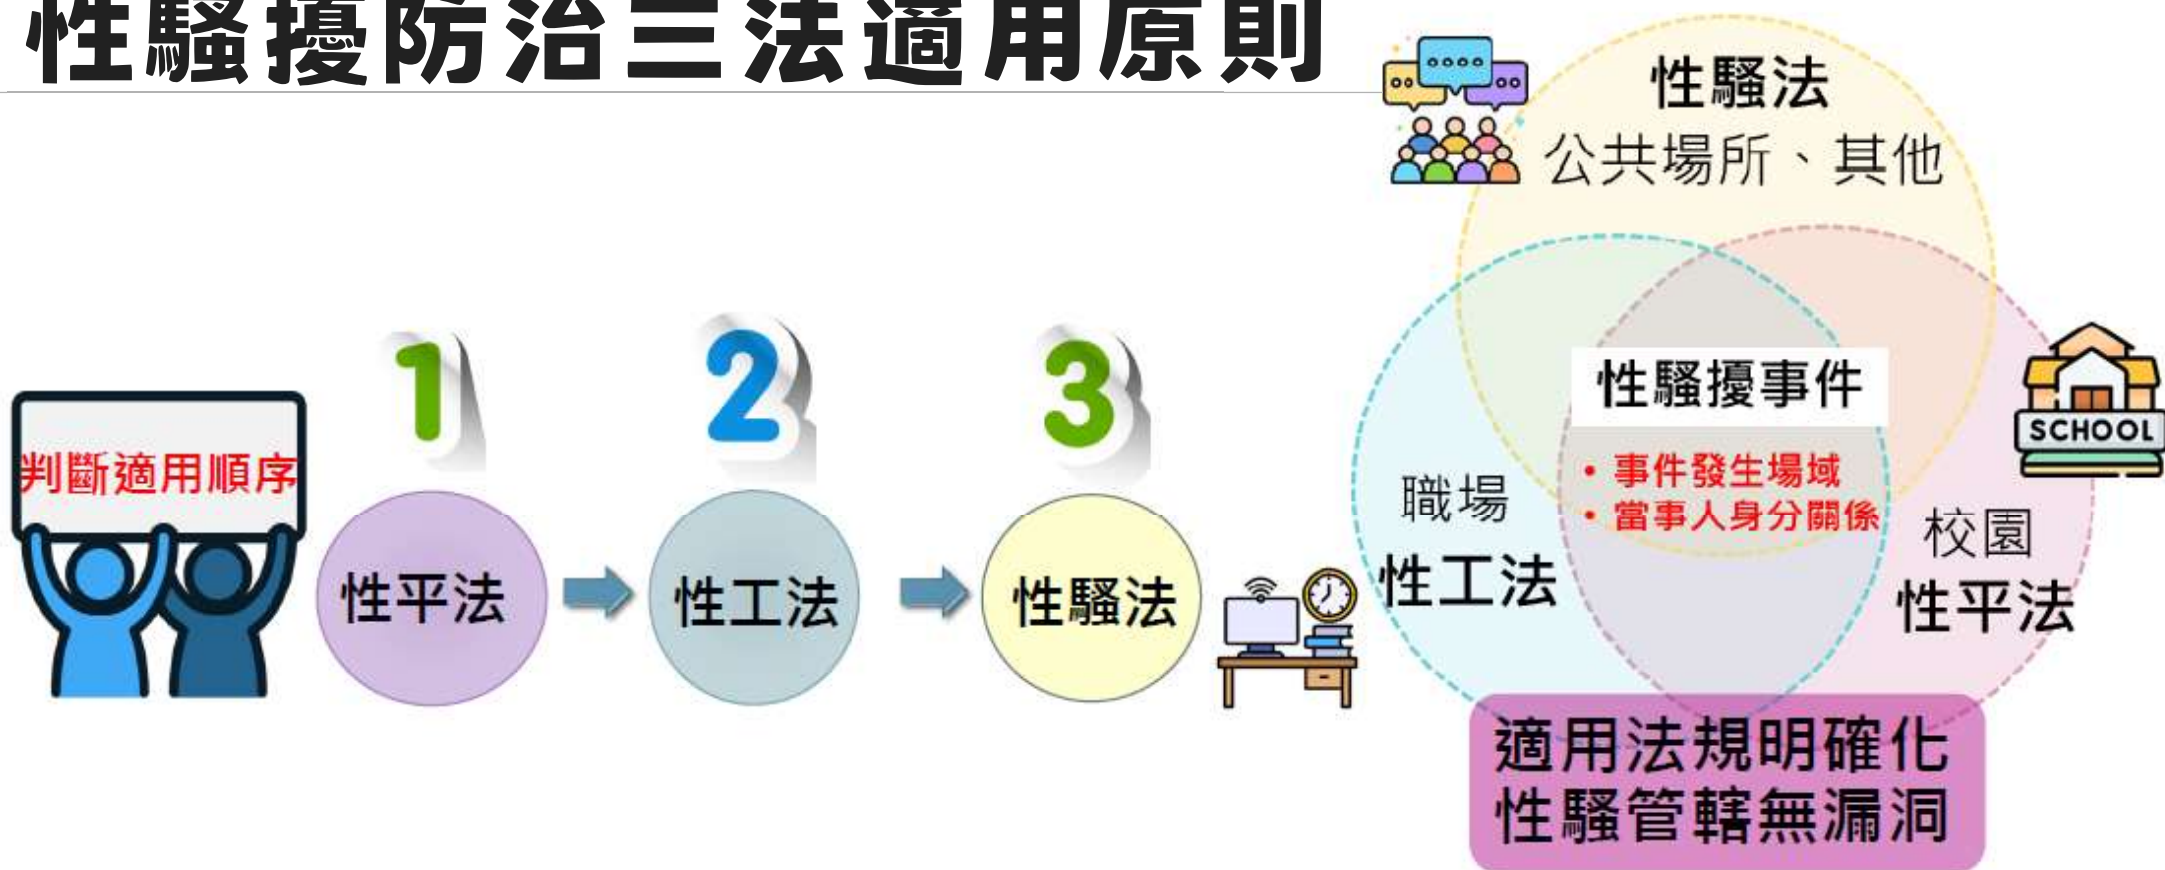 性騷擾防治三法適用原則
判斷適用順序
1
2
3
性平法
性工法
性騷法
性騷法
公共場所、其他
性騷擾事件
• 事件發生場域
• 當事人身分關係
職場
性工法
SCHOOL
校園
性平法
適用法規明確化
性騷管轄無漏洞